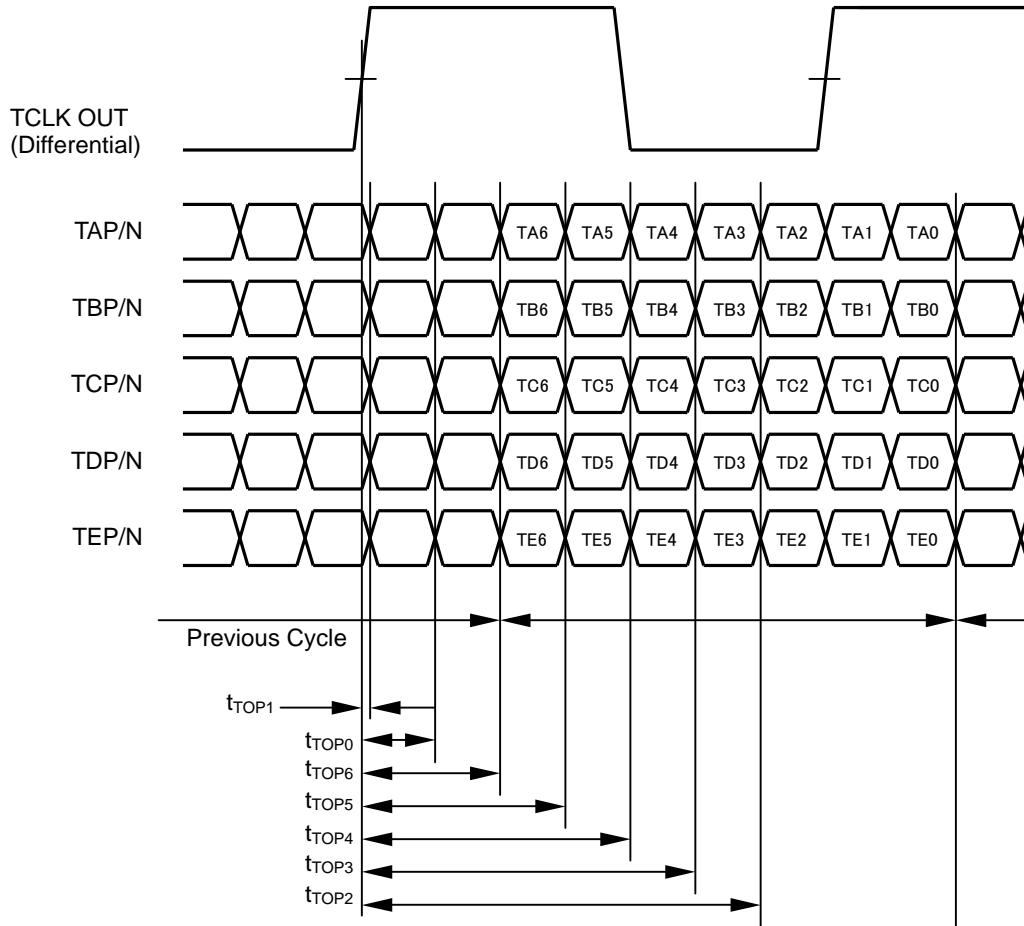 TCLK OUT
(Differential)
TAP/N TA6 TA5 TA4 TA3 TA2 TA1 TA0
TBP/N TB6 TB5 TB4 TB3 TB2 TB1 TB0
TCP/N TC6 TC5 TC4 TC3 TC2 TC1 TC0
TDP/N TD6 TD5 TD4 TD3 TD2 TD1 TD0
TEP/N TE6 TE5 TE4 TE3 TE2 TE1 TE0
Previous Cycle
tTOP1
tTOP0
tTOP6
tTOP5
tTOP4
tTOP3
tTOP2